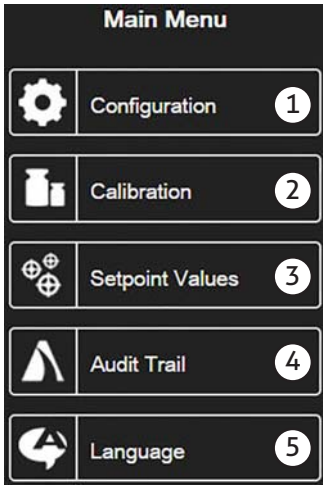 Main Menu
Configuration 1
Calibration 2
Setpoint Values 3
Audit Trail 4
Language 5